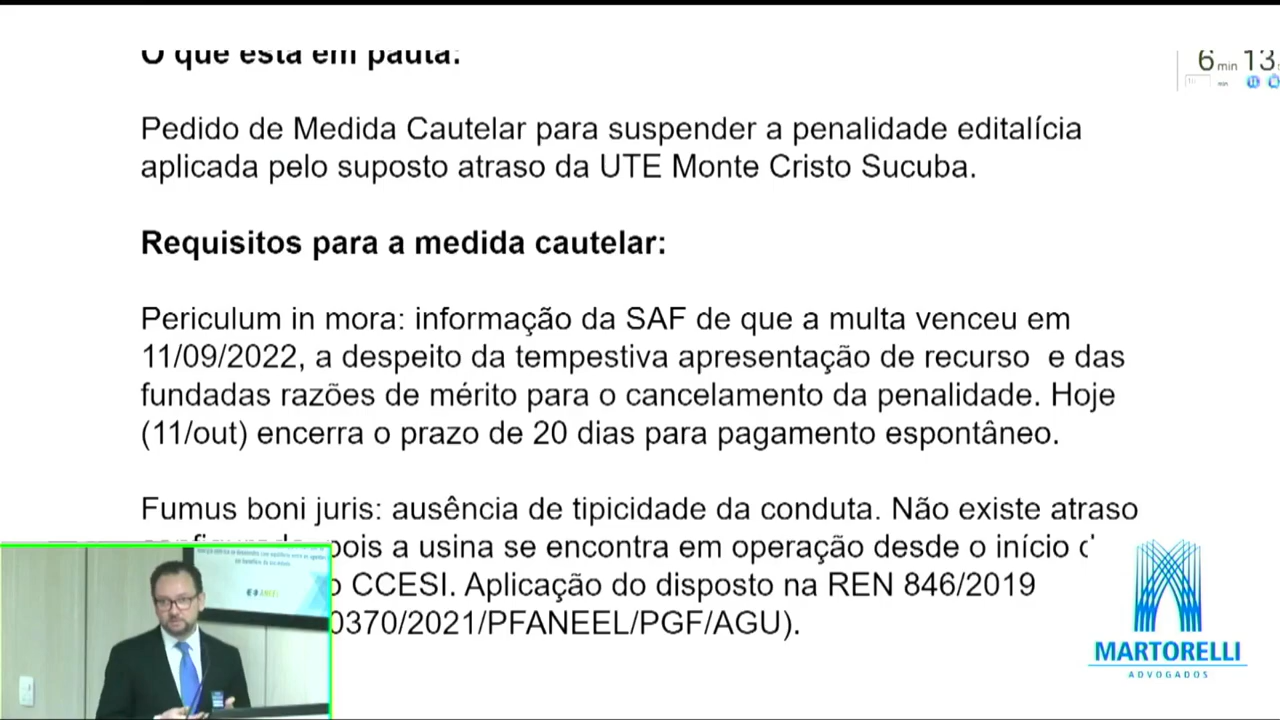 O que está em pauta:
6 min 13
Pedido de Medida Cautelar para suspender a penalidade editalícia
aplicada pelo suposto atraso da UTE Monte Cristo Sucuba.
Requisitos para a medida cautelar:
Periculum in mora: informação da SAF de que a multa venceu em
11/09/2022, a despeito da tempestiva apresentação de recurso e das
fundadas razões de mérito para o cancelamento da penalidade. Hoje
(11/out) encerra o prazo de 20 dias para pagamento espontâneo.
Fumus boni juris: ausência de tipicidade da conduta. Não existe atraso
pois a usina se encontra em operação desde o início
CCESI. Aplicação do disposto na REN 846/2019
0370/2021/PFANEEL/PGF/AGU).
ANEEL
MARTORELLI
ADVOGADOS